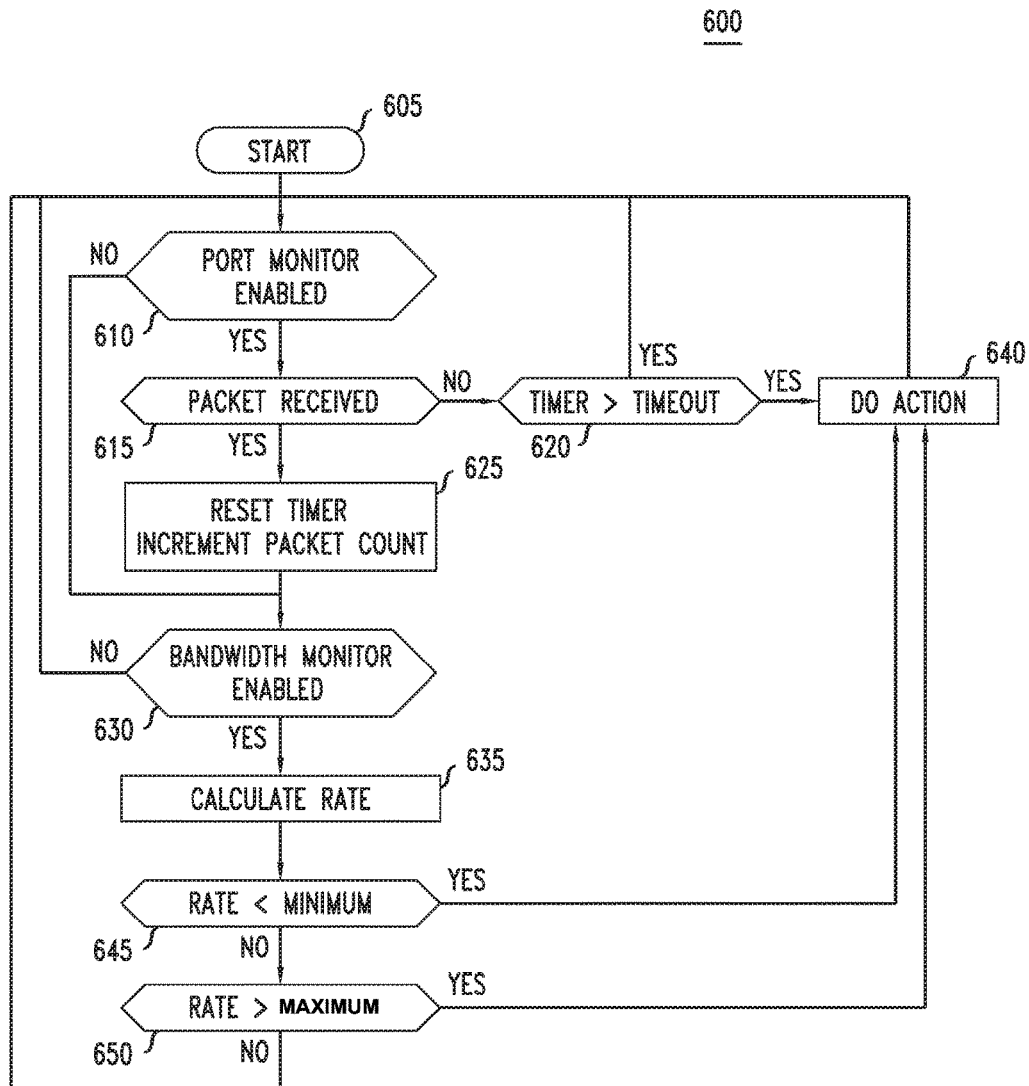 600
605
START
NO
PORT MONITOR
ENABLED
610
YES
PACKET RECEIVED
615
NO
YES
TIMER > TIMEOUT
620
YES
YES
DO ACTION
640
625
RESET TIMER
INCREMENT PACKET COUNT
NO
BANDWIDTH MONITOR
ENABLED
630
YES
635
CALCULATE RATE
RATE < MINIMUM
YES
645
NO
RATE > MAXIMUM
YES
650
NO